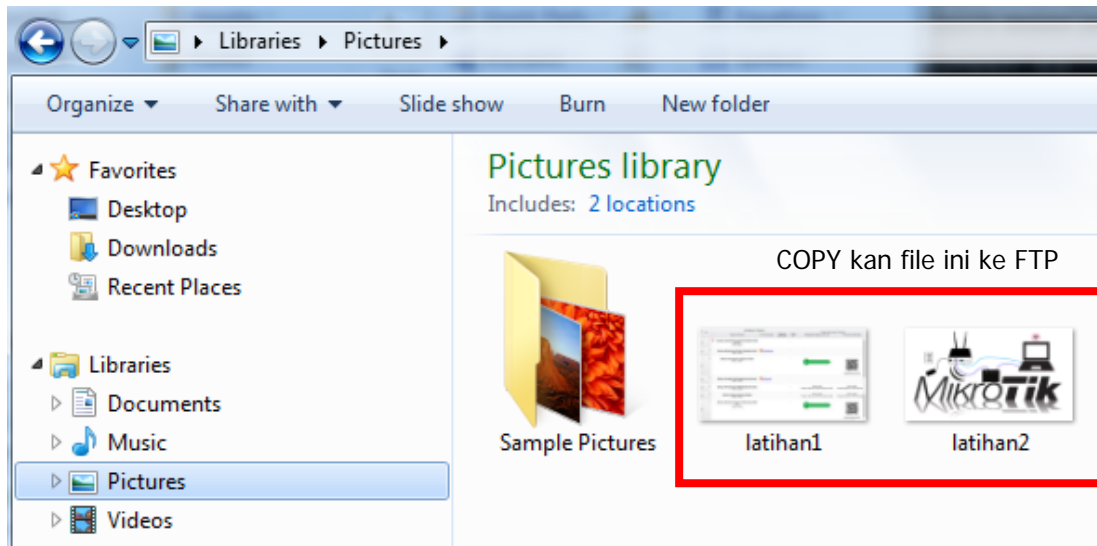 Libraries Pictures
Organize Share with Slide show Burn New folder
Favorites
Desktop
Downloads
Recent Places
Libraries
Documents
Music
Pictures
Videos
Pictures library
Includes: 2 locations
COPY kan file ini ke FTP
MikroTik
Sample Pictures latihan1 latihan2